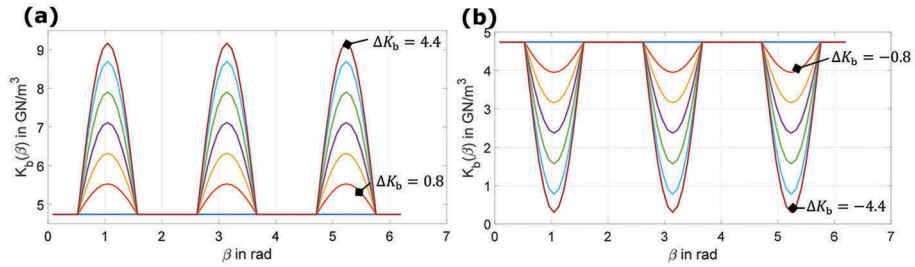 (a)
K_b(β) in GN/m³
9
8
7
6
5
ΔK_b = 4.4
ΔK_b = 0.8
0 1 2 3 4 5 6 7
β in rad
(b)
K_b(β) in GN/m³
5
4
3
2
1
0
ΔK_b = −0.8
ΔK_b = −4.4
0 1 2 3 4 5 6 7
β in rad